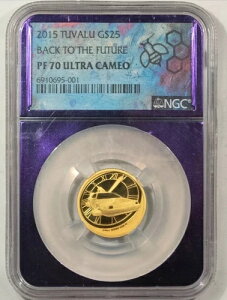 2015 TUVALU G$25
BACK TO THE FUTURE
PF 70 ULTRA CAMEO
6910695-001
NGC